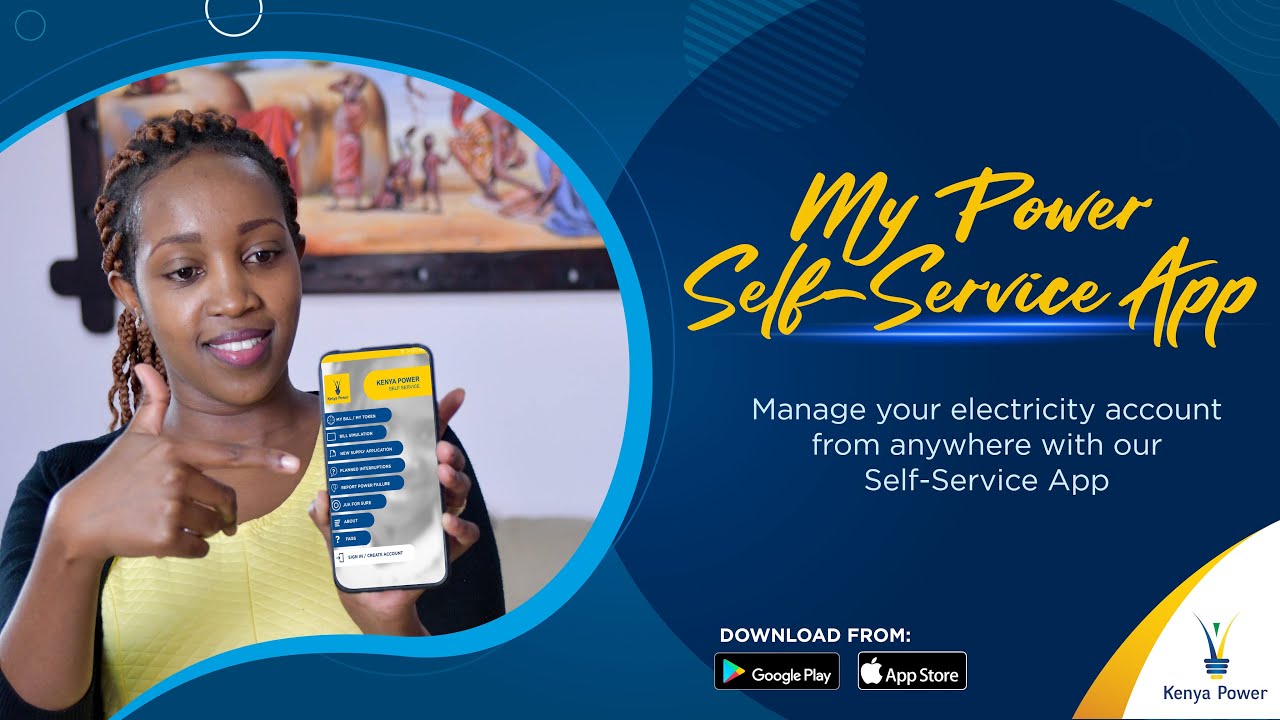 My Power
Self-Service App
Manage your electricity account
from anywhere with our
Self-Service App
DOWNLOAD FROM:
Google Play
App Store
Kenya Power
Kenya Power
KENYA POWER
SELF SERVICE
MY BILL / MY TOKEN
BILL SIMULATION
NEW SUPPLY APPLICATION
PLANNED INTERRUPTIONS
REPORT POWER FAILURE
JUA FOR SURE
ABOUT
FAQS
SIGN IN / CREATE ACCOUNT